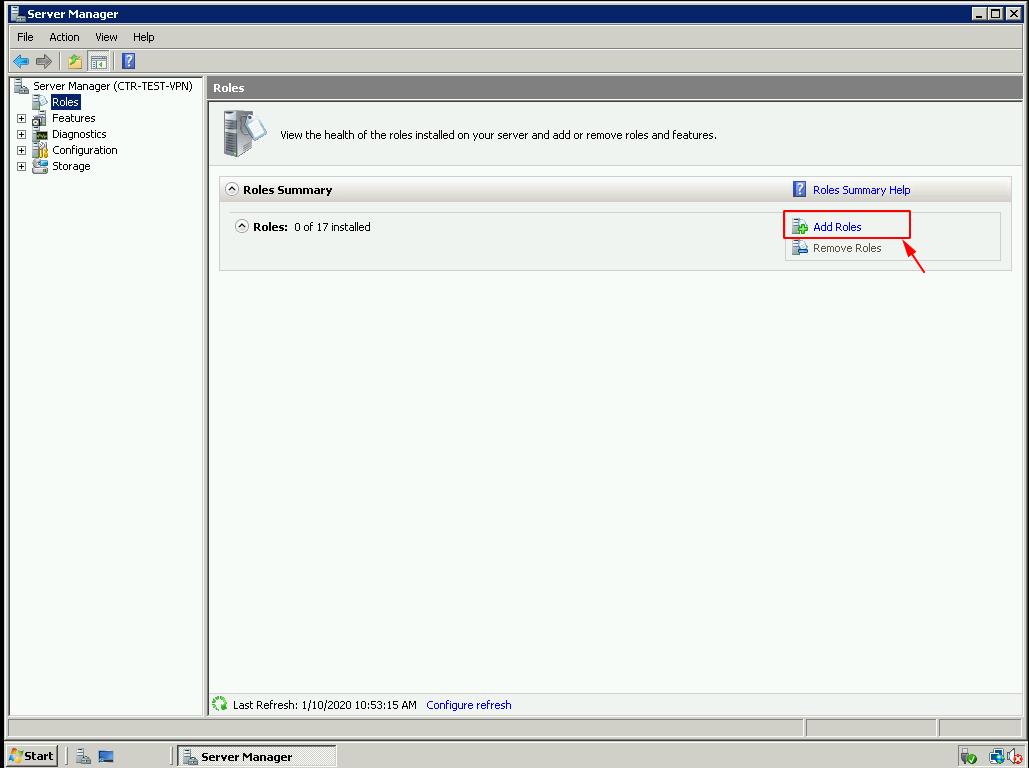 Server Manager
File Action View Help
Server Manager (CTR-TEST-VPN)
Roles
Features
Diagnostics
Configuration
Storage
Roles
View the health of the roles installed on your server and add or remove roles and features.
Roles Summary
Roles Summary Help
Roles: 0 of 17 installed
Add Roles
Remove Roles
Last Refresh: 1/10/2020 10:53:15 AM Configure refresh
Start
Server Manager